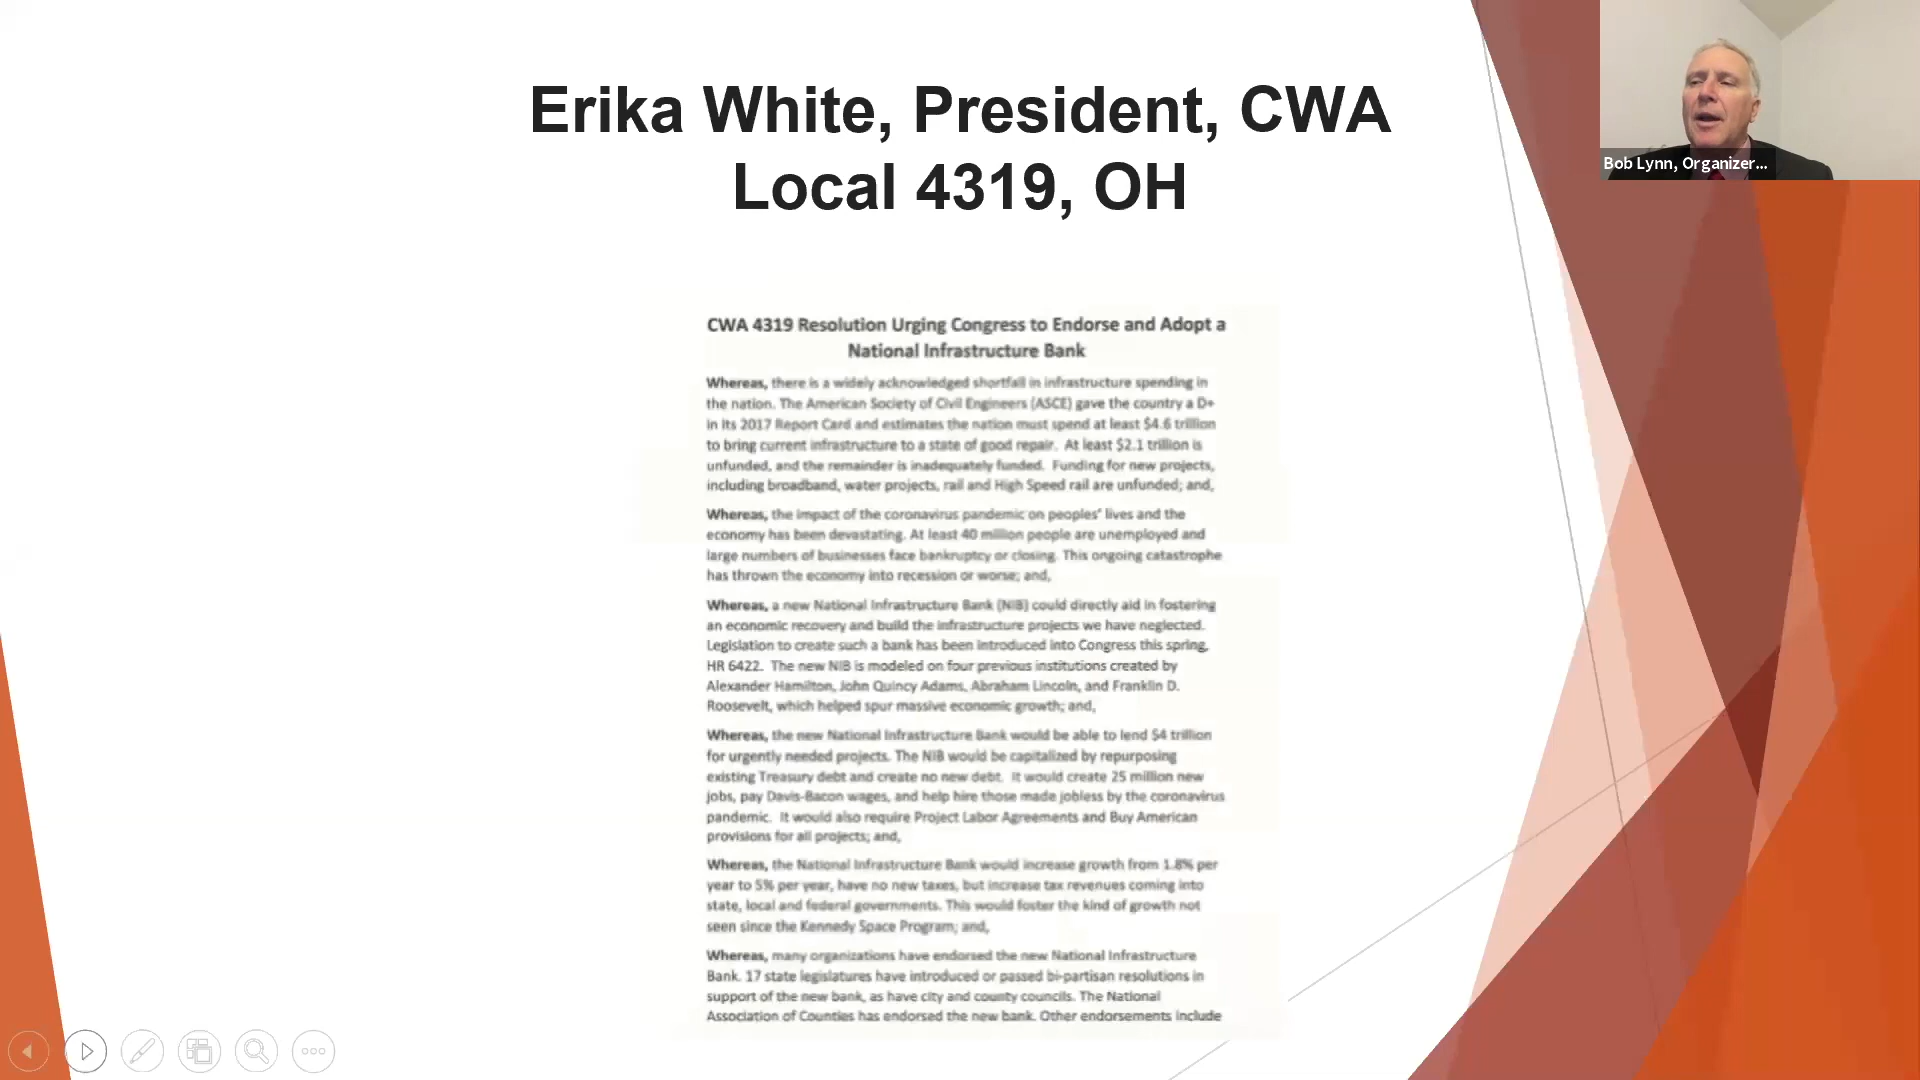 Erika White, President, CWA
Local 4319, OH
Bob Lynn, Organizer...
CWA 4319 Resolution Urging Congress to Endorse and Adopt a
National Infrastructure Bank
Whereas, there is a widely acknowledged shortfall in infrastructure spending in
the nation. The American Society of Civil Engineers (ASCE) gave the country a D+
in its 2017 Report Card and estimates the nation must spend at least $4.6 trillion
to bring current infrastructure to a state of good repair. At least $2.1 trillion is
unfunded, and the remainder is inadequately funded. Funding for new projects,
including broadband, water projects, rail and High Speed rail are unfunded; and,
Whereas, the impact of the coronavirus pandemic on peoples' lives and the
economy has been devastating. At least 40 million people are unemployed and
large numbers of businesses face bankruptcy or closing. This ongoing catastrophe
has thrown the economy into recession or worse; and,
Whereas, a new National Infrastructure Bank (NIB) could directly aid in fostering
an economic recovery and build the infrastructure projects we have neglected.
Legislation to create such a bank has been introduced into Congress this spring,
HR 6422. The new NIB is modeled on four previous institutions created by
Alexander Hamilton, John Quincy Adams, Abraham Lincoln, and Franklin D.
Roosevelt, which helped spur massive economic growth; and,
Whereas, the new National Infrastructure Bank would be able to lend $4 trillion
for urgently needed projects. The NIB would be capitalized by repurposing
existing Treasury debt and create no new debt. It would create 25 million new
jobs, pay Davis-Bacon wages, and help hire those made jobless by the coronavirus
pandemic. It would also require Project Labor Agreements and Buy American
provisions for all projects; and,
Whereas, the National Infrastructure Bank would increase growth from 1.8% per
year to 5% per year, have no new taxes, but increase tax revenues coming into
state, local and federal governments. This would foster the kind of growth not
seen since the Kennedy Space Program; and,
Whereas, many organizations have endorsed the new National Infrastructure
Bank. 17 state legislatures have introduced or passed bi-partisan resolutions in
support of the new bank, as have city and county councils. The National
Association of Counties has endorsed the new bank. Other endorsements include